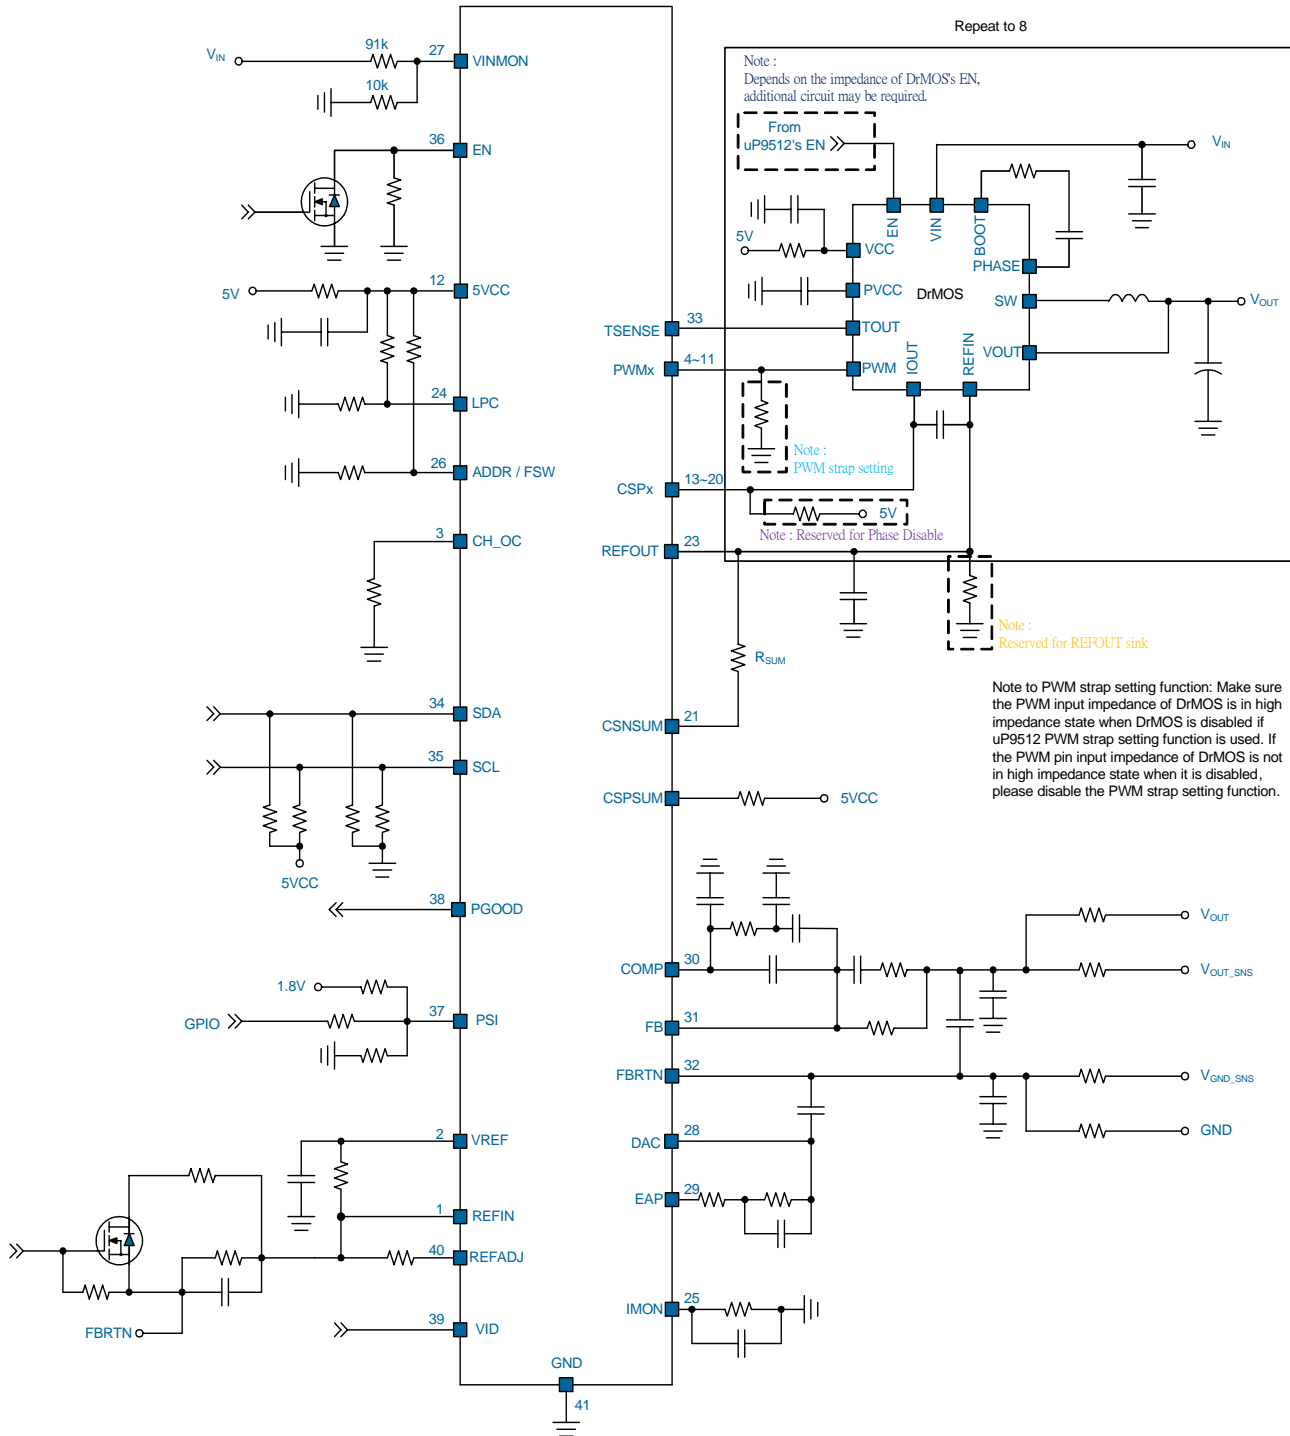 Repeat to 8
Note :
Depends on the impedance of DrMOS's EN,
additional circuit may be required.
From
uP9512's EN
VIN
91k
27
VINMON
10k
36
EN
5V
12
5VCC
24
LPC
26
ADDR / FSW
3
CH_OC
34
SDA
35
SCL
5VCC
38
PGOOD
1.8V
GPIO
37
PSI
2
VREF
1
REFIN
40
REFADJ
FBRTN
39
VID
GND
41
TSENSE
33
PWMx
4~11
CSPx
13~20
REFOUT
23
RSUM
CSNSUM
21
CSPSUM
5VCC
COMP
30
FB
31
FBRTN
32
DAC
28
EAP
29
IMON
25
VIN
EN
VIN
BOOT
5V
VCC
PHASE
PVCC
DrMOS
SW
VOUT
TOUT
VOUT
PWM
IOUT
REFIN
Note :
PWM strap setting
5V
Note : Reserved for Phase Disable
Note :
Reserved for REFOUT sink
Note to PWM strap setting function: Make sure
the PWM input impedance of DrMOS is in high
impedance state when DrMOS is disabled if
uP9512 PWM strap setting function is used. If
the PWM pin input impedance of DrMOS is not
in high impedance state when it is disabled,
please disable the PWM strap setting function.
VOUT
VOUT_SNS
VGND_SNS
GND